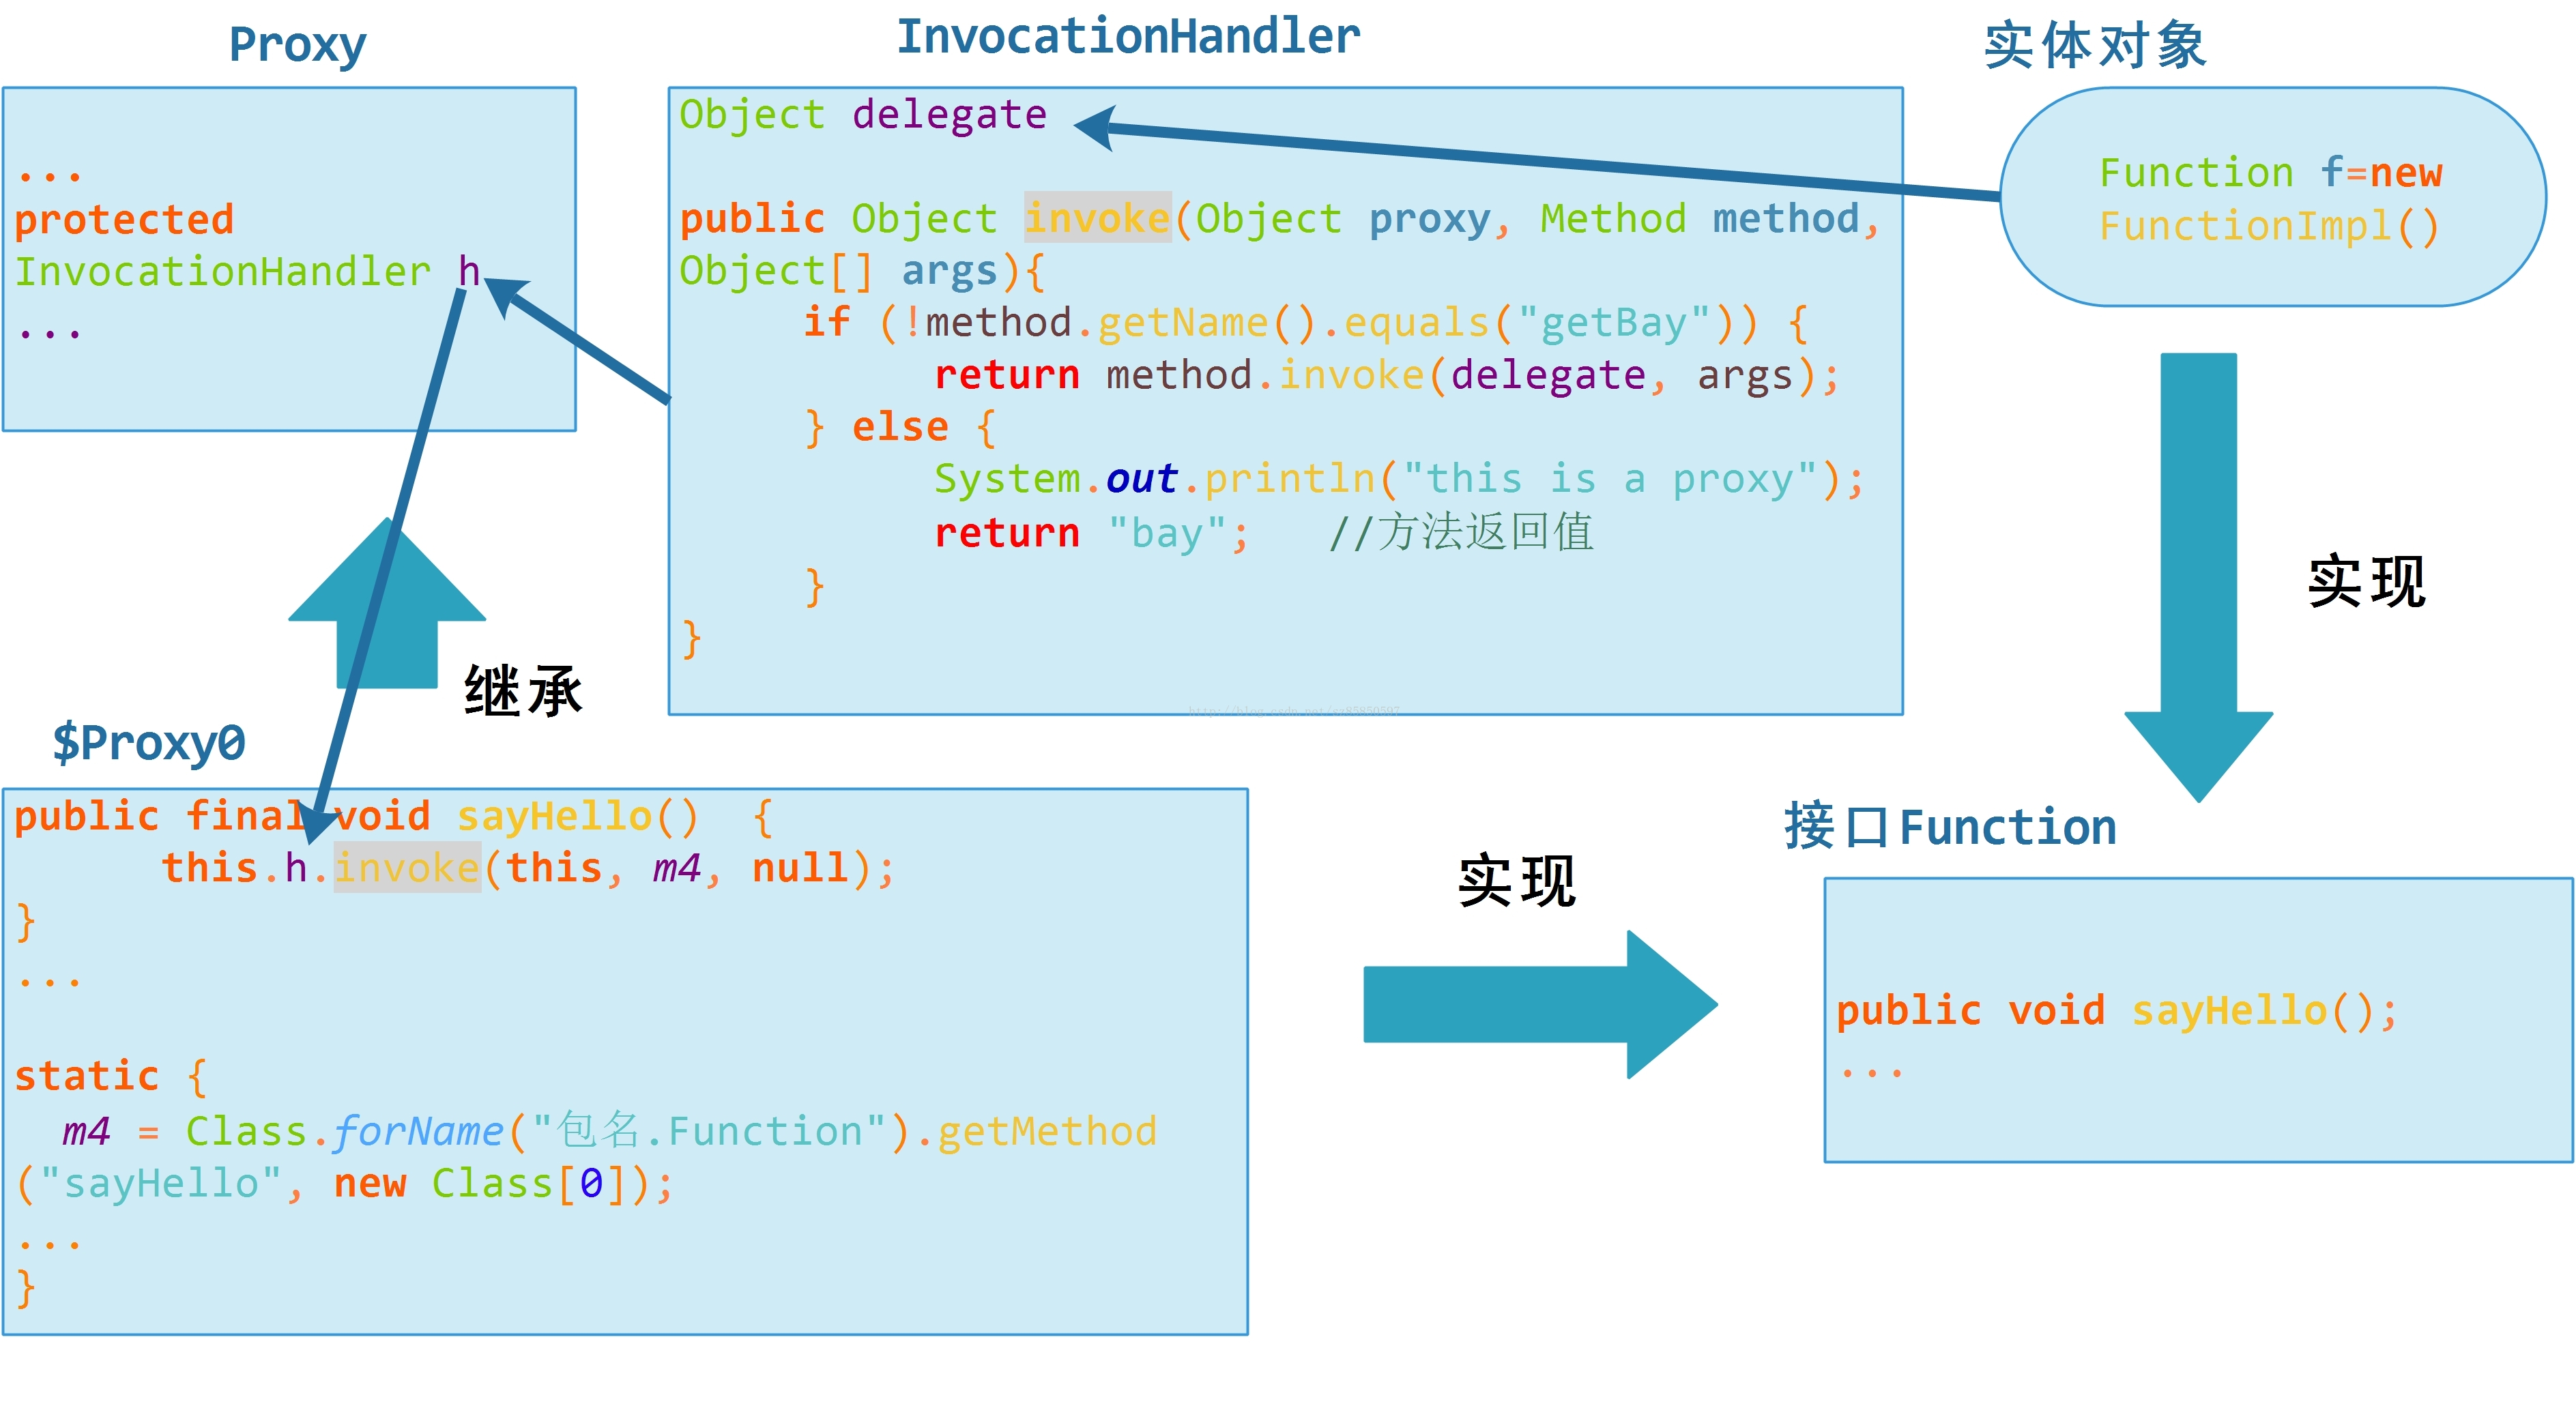 Proxy
...
protected
InvocationHandler h
...
InvocationHandler
Object delegate
public Object invoke(Object proxy, Method method,
Object[] args){
if (!method.getName().equals("getBay")) {
return method.invoke(delegate, args);
} else {
System.out.println("this is a proxy");
return "bay"; //方法返回值
}
}
实体对象
Function f=new
FunctionImpl()
继承
实现
$Proxy0
public final void sayHello() {
this.h.invoke(this, m4, null);
}
...
static {
m4 = Class.forName("包名.Function").getMethod
("sayHello", new Class[0]);
...
}
实现
接口Function
public void sayHello();
...